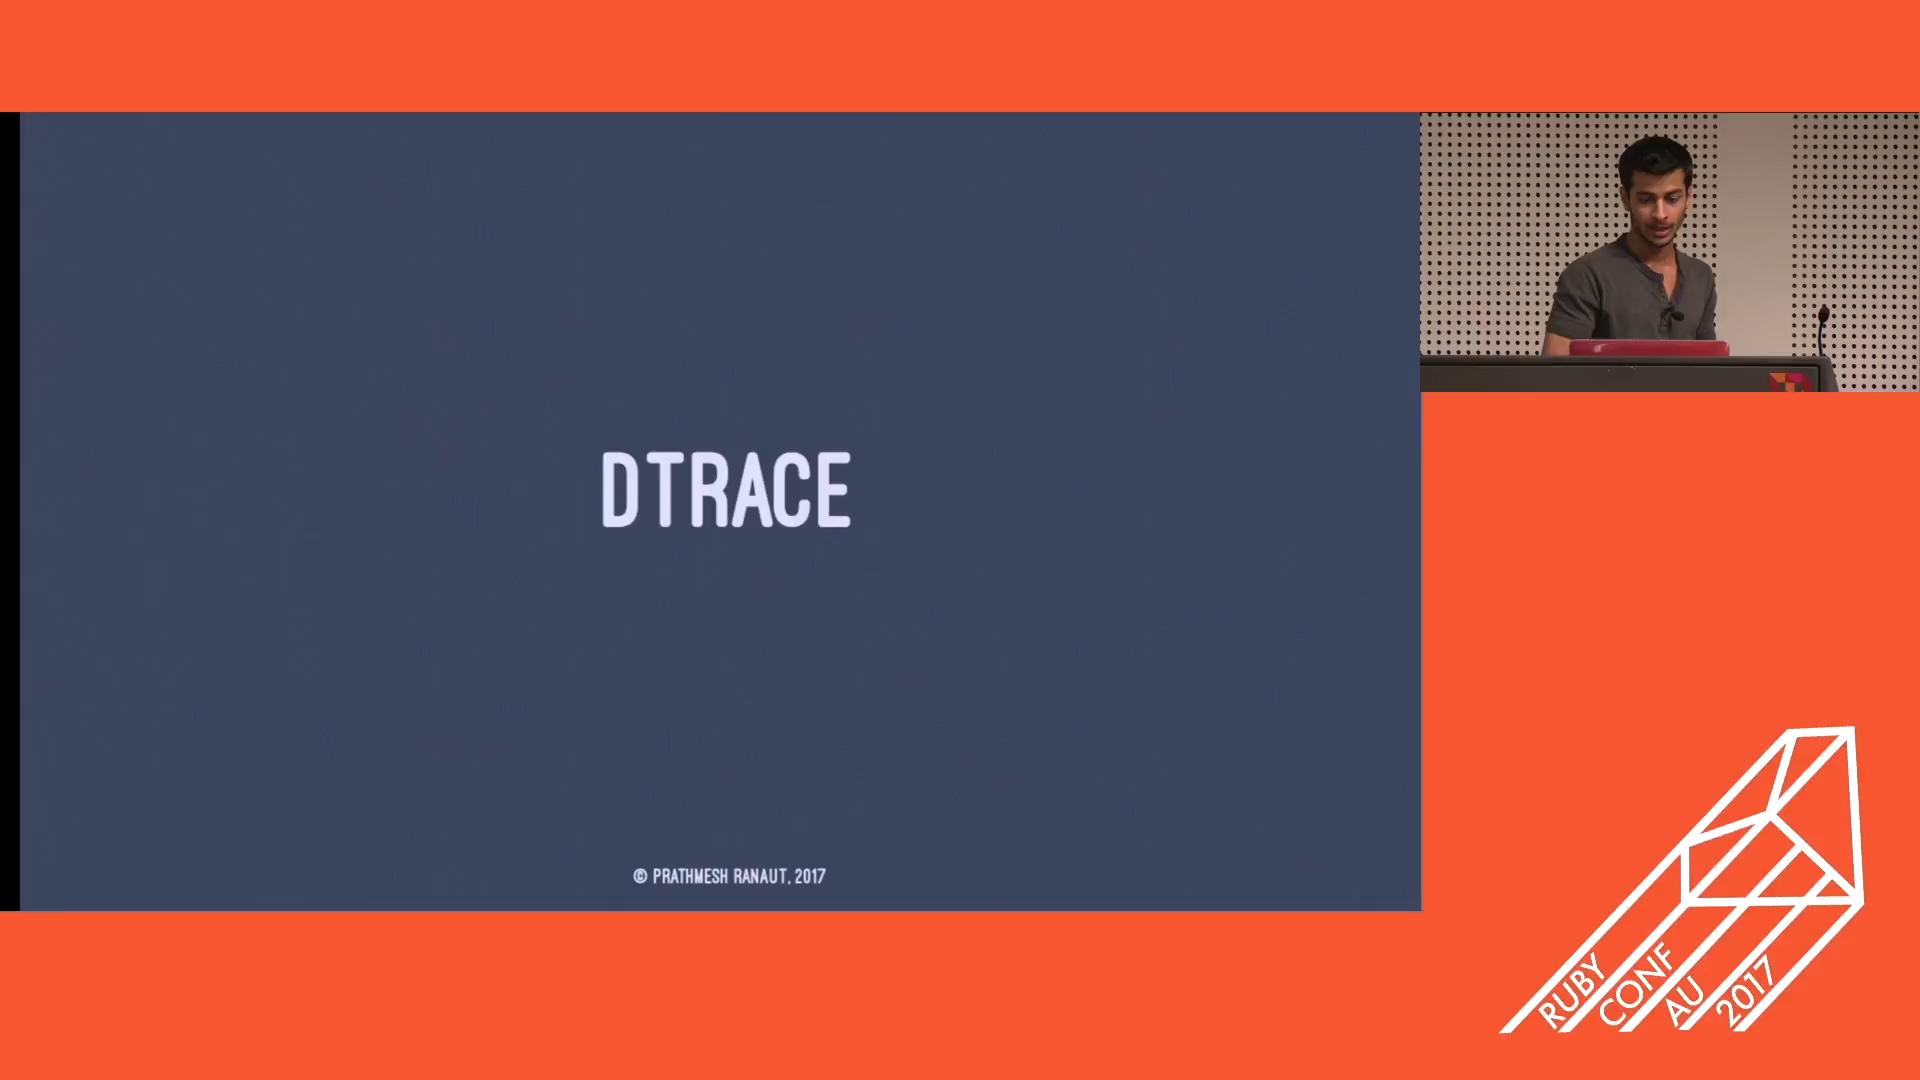 DTRACE
© PRATHMESH RANAUT, 2017
RUBY
CONF
AU
2017